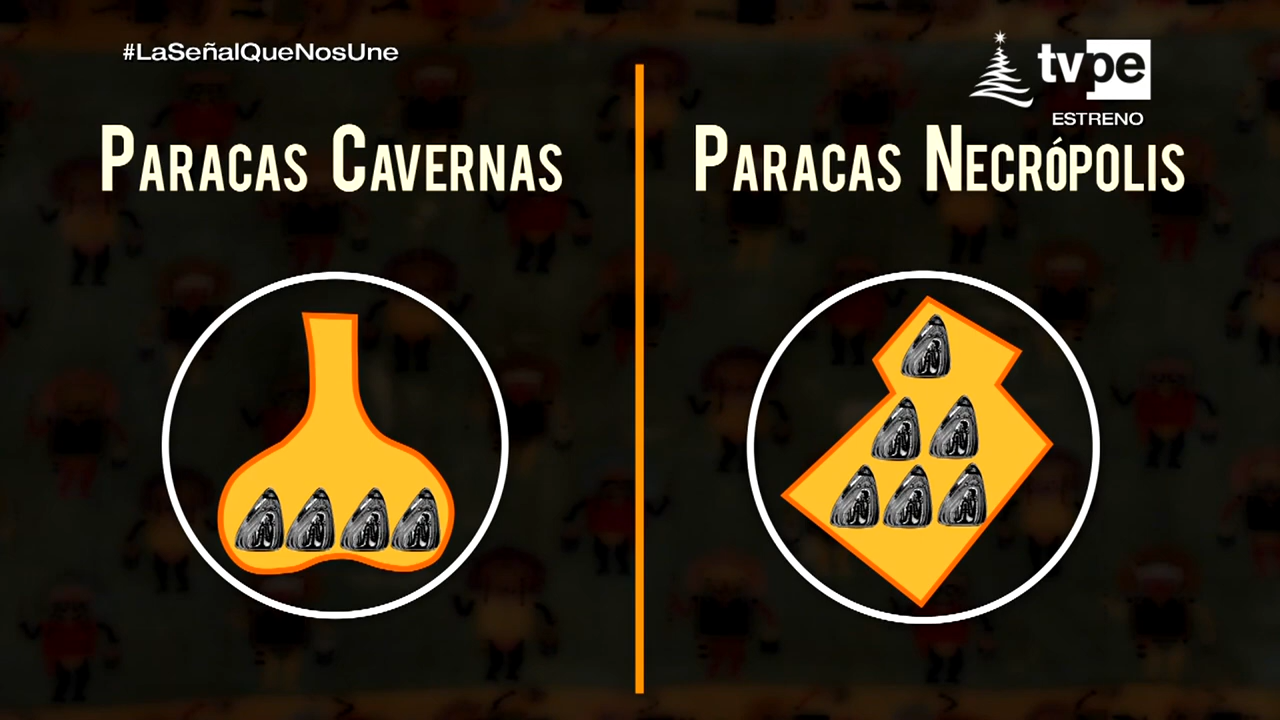 #LaSeñalQueNosUne
tvpe
ESTRENO
PARACAS CAVERNAS
PARACAS NECRÓPOLIS